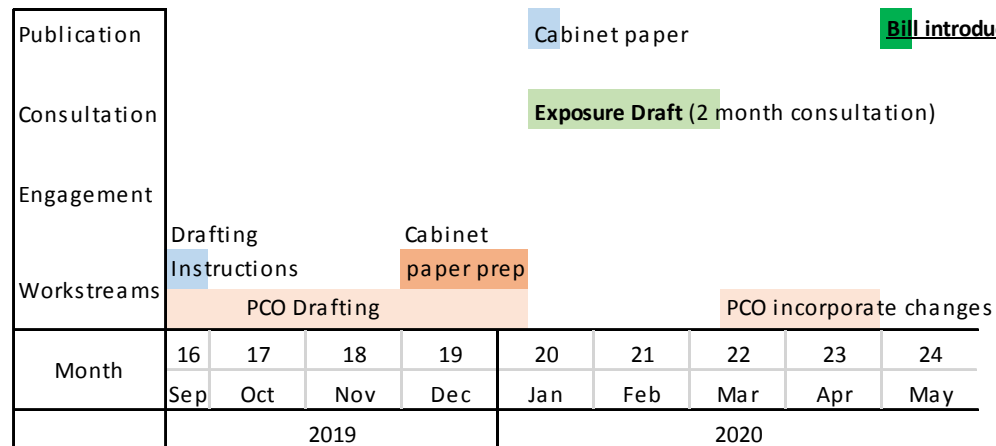 Publication
Cabinet paper
Bill introdu
Consultation
Exposure Draft (2 month consultation)
Engagement
Workstreams
Drafting
Instructions
Cabinet
paper prep
PCO Drafting
PCO incorporate changes
Month
16 17 18 19 20 21 22 23 24
Sep Oct Nov Dec Jan Feb Mar Apr May
2019 2020